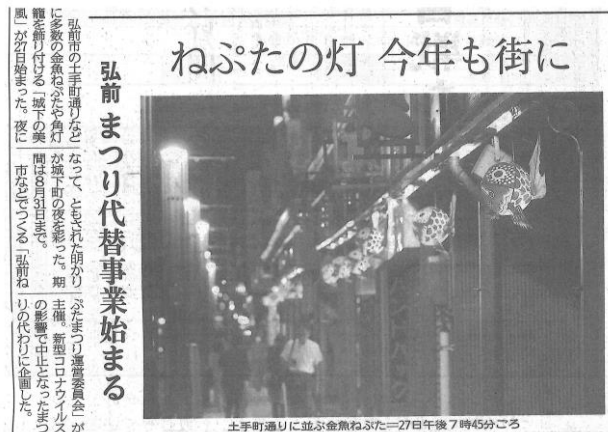 ねぷたの灯 今年も街に
弘前 まつり代替事業始まる
弘前市の土手町通りなど
に多数の金魚ねぷたや角灯
籠を飾り付ける「城下の美
風」が27日始まった。夜に
なって、ともされた明かり
が城下町の夜を彩った。期
間は8月31日まで。
市などでつくる「弘前ね
ぷたまつり運営委員会」が
主催。新型コロナウイルス
の影響で中止となったまつ
りの代わりに企画した。
土手町通りに並ぶ金魚ねぷた=27日午後7時45分ごろ